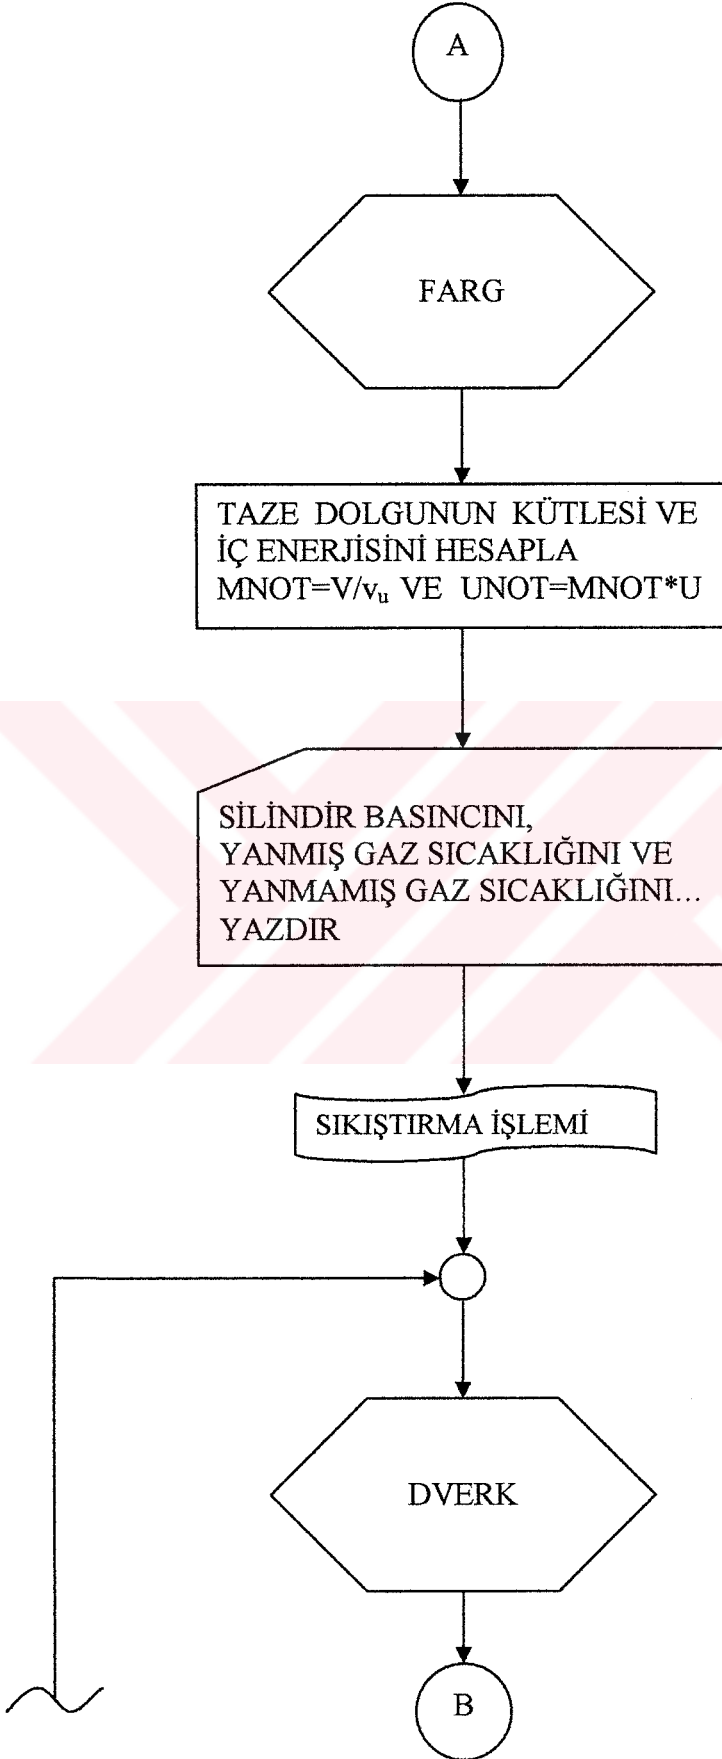 A
FARG
TAZE DOLGUNUN KÜTLESİ VE
İÇ ENERJİSİNİ HESAPLA
MNOT=V/vᵤ VE UNOT=MNOT*U
SİLİNDİR BASINCINI,
YANMIŞ GAZ SICAKLIĞINI VE
YANMAMIŞ GAZ SICAKLIĞINI...
YAZDIR
SIKIŞTIRMA İŞLEMİ
DVERK
B